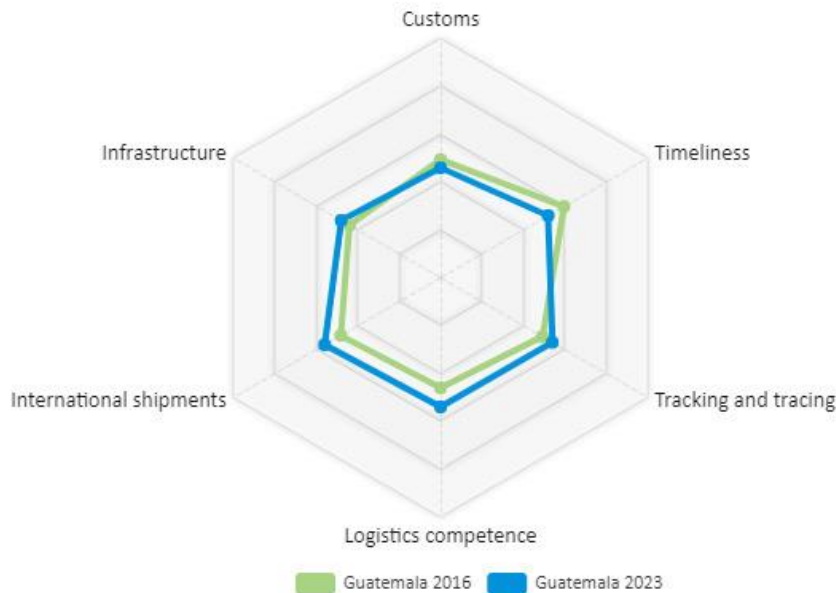 Customs
Infrastructure
Timeliness
International shipments
Tracking and tracing
Logistics competence
Guatemala 2016
Guatemala 2023